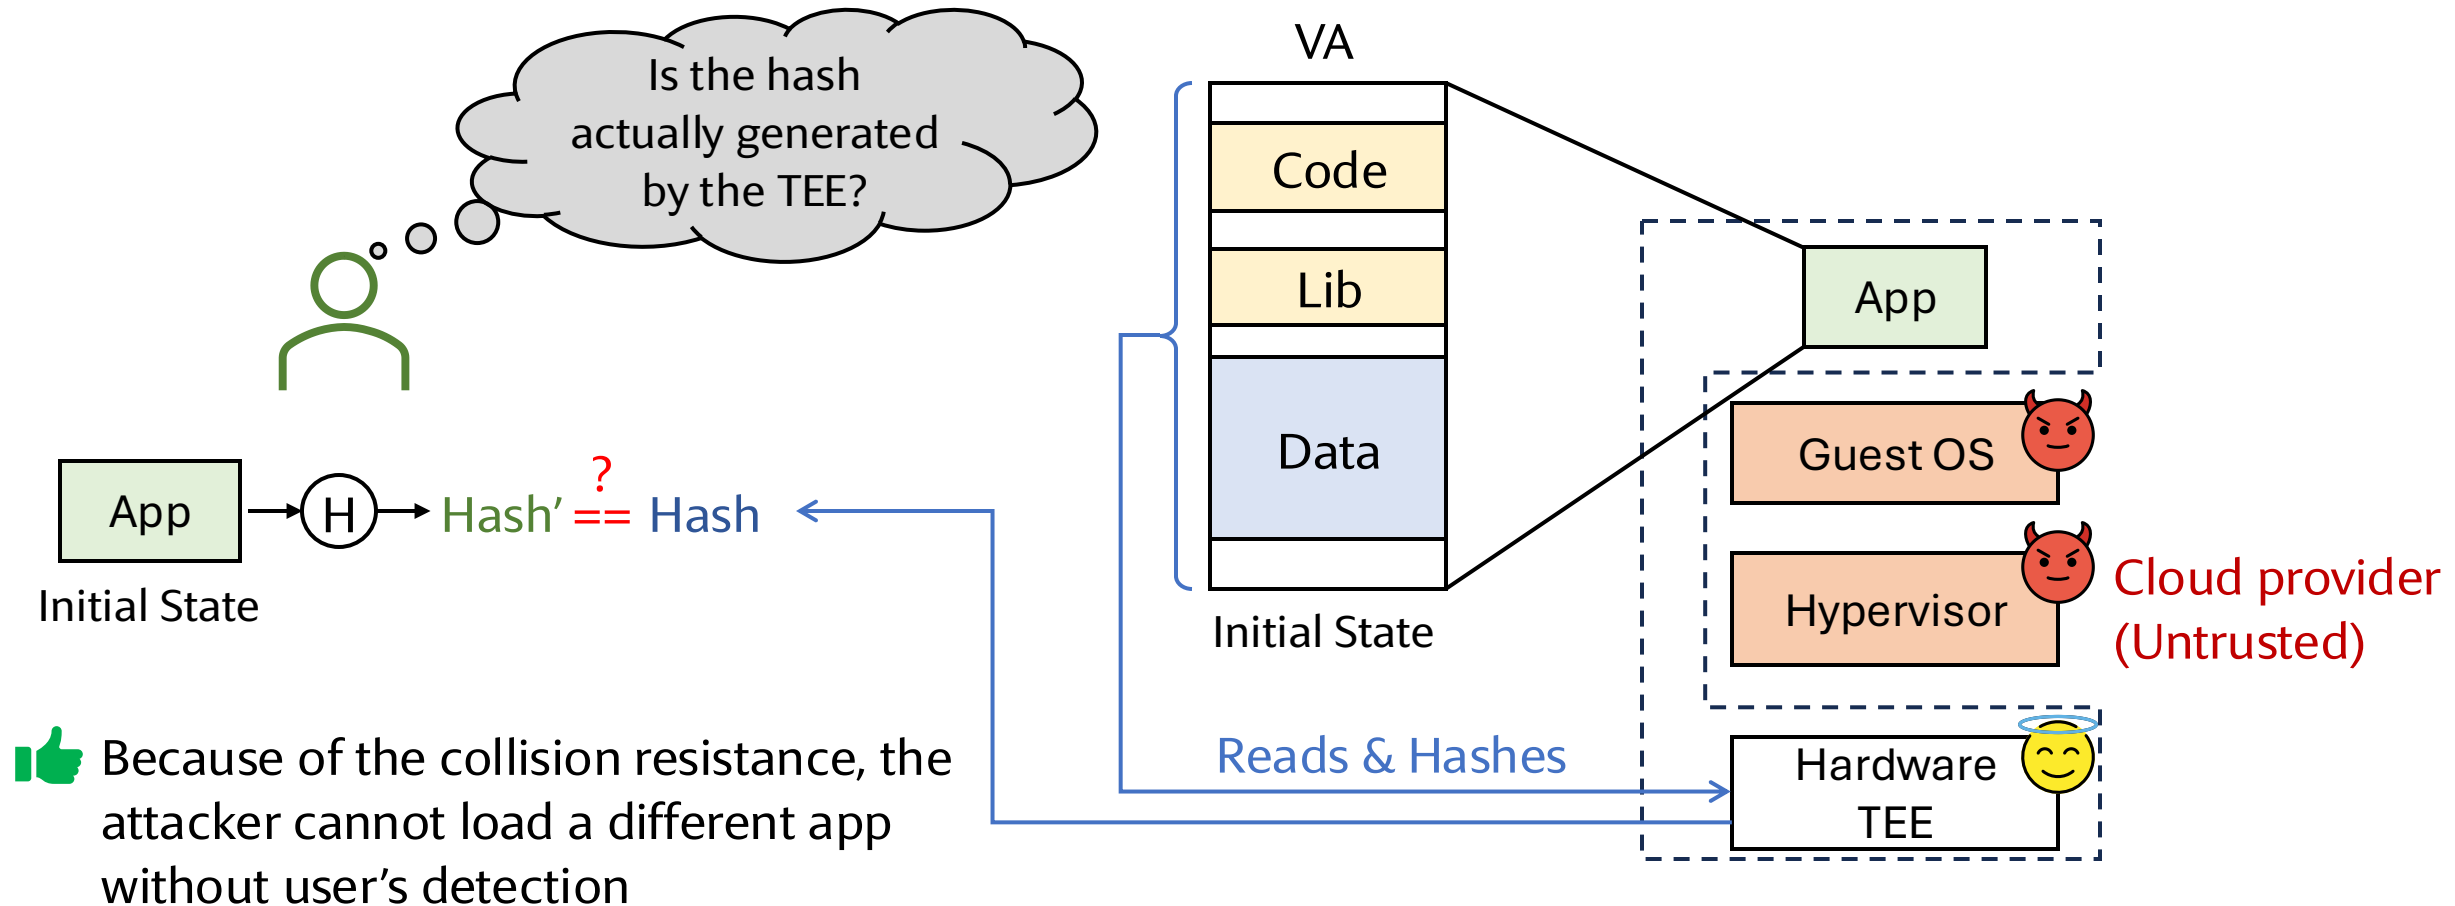 Is the hash
actually generated
by the TEE?
VA
Code
Lib
Data
Initial State
App
Guest OS
Hypervisor
Cloud provider
(Untrusted)
Hardware
TEE
Reads & Hashes
App
H
Hash’
?
==
Hash
Initial State
Because of the collision resistance, the
attacker cannot load a different app
without user’s detection